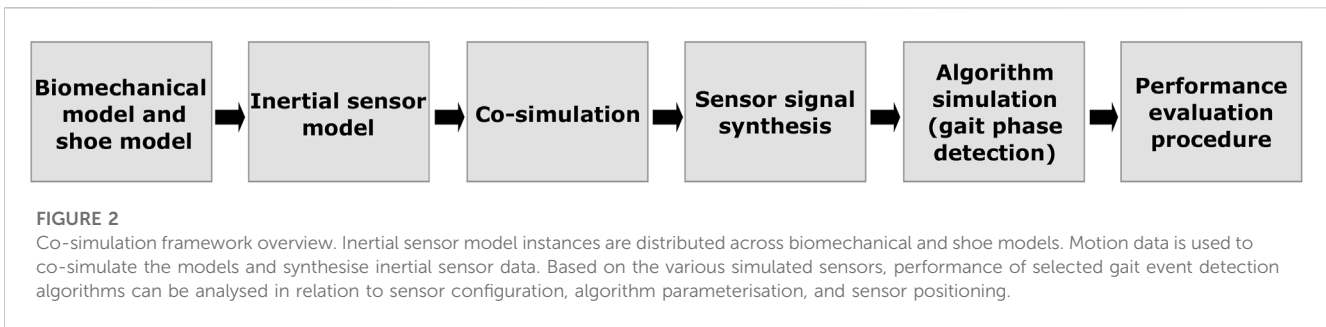 Biomechanical
model and
shoe model
Inertial sensor
model
Co-simulation
Sensor signal
synthesis
Algorithm
simulation
(gait phase
detection)
Performance
evaluation
procedure
FIGURE 2
Co-simulation framework overview. Inertial sensor model instances are distributed across biomechanical and shoe models. Motion data is used to
co-simulate the models and synthesise inertial sensor data. Based on the various simulated sensors, performance of selected gait event detection
algorithms can be analysed in relation to sensor configuration, algorithm parameterisation, and sensor positioning.